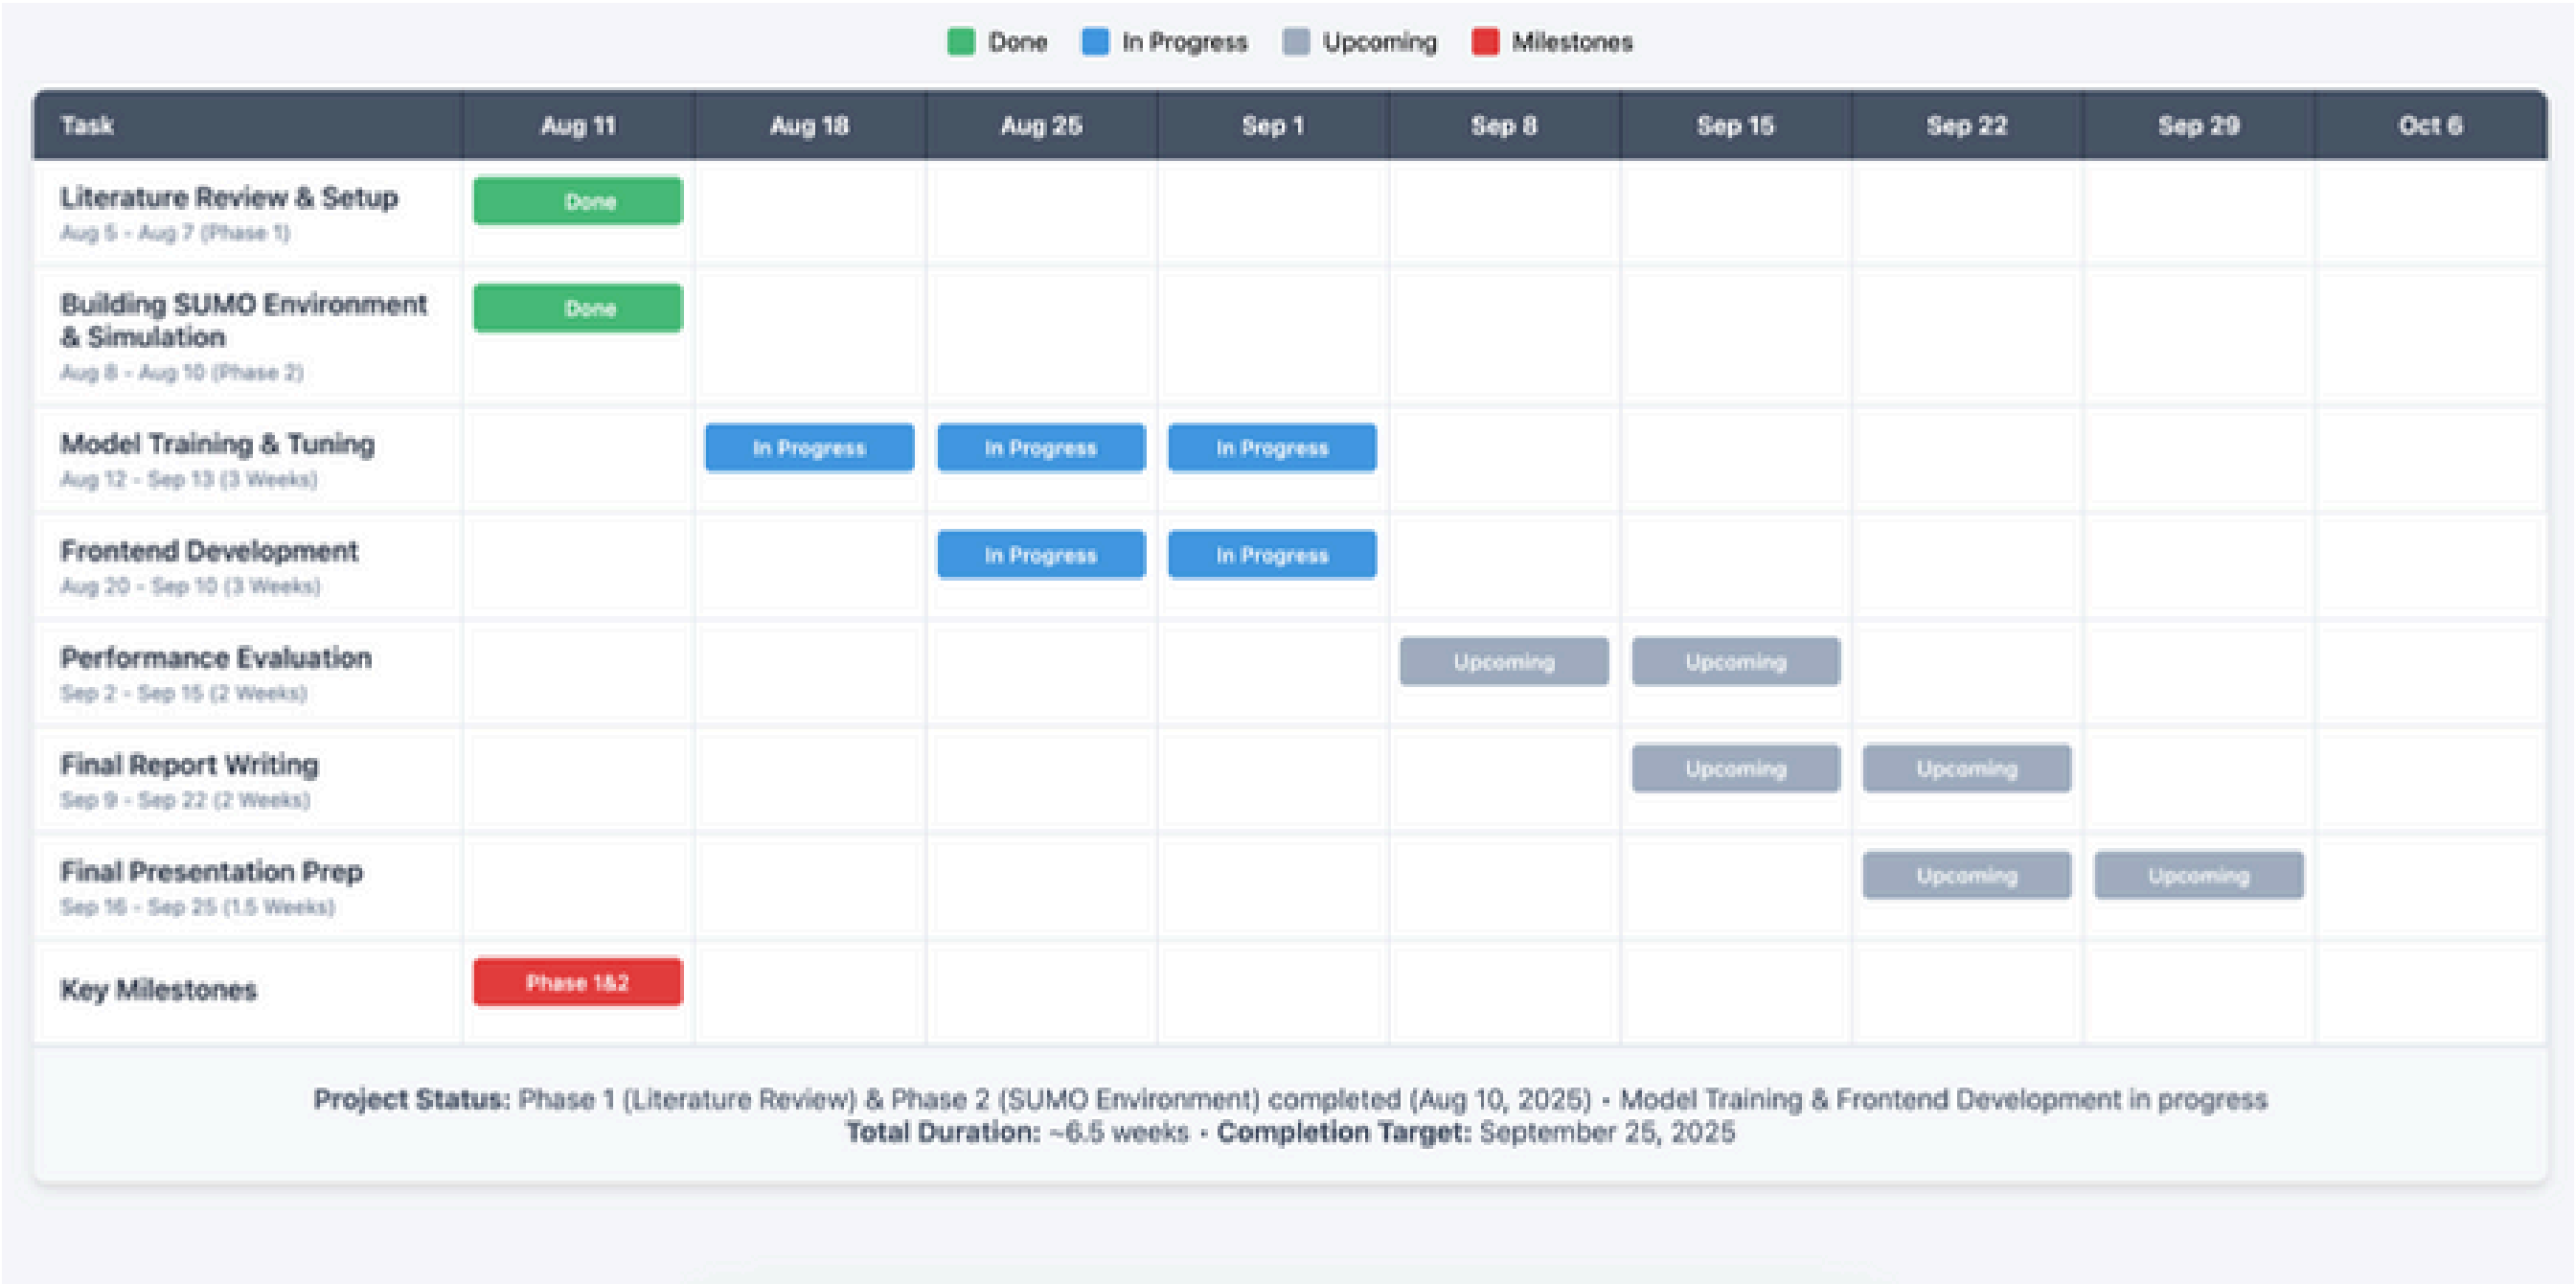 Done In Progress Upcoming Milestones
Task Aug 11 Aug 18 Aug 25 Sep 1 Sep 8 Sep 15 Sep 22 Sep 29 Oct 6
Literature Review & Setup Done
Aug 5 - Aug 7 (Phase 1)
Building SUMO Environment Done
& Simulation
Aug 8 - Aug 10 (Phase 2)
Model Training & Tuning In Progress In Progress In Progress
Aug 12 - Sep 13 (3 Weeks)
Frontend Development In Progress In Progress
Aug 20 - Sep 10 (3 Weeks)
Performance Evaluation Upcoming Upcoming
Sep 2 - Sep 15 (2 Weeks)
Final Report Writing Upcoming Upcoming
Sep 9 - Sep 22 (2 Weeks)
Final Presentation Prep Upcoming Upcoming
Sep 16 - Sep 25 (1.5 Weeks)
Key Milestones Phase 1&2
Project Status: Phase 1 (Literature Review) & Phase 2 (SUMO Environment) completed (Aug 10, 2025) • Model Training & Frontend Development in progress
Total Duration: ~6.5 weeks • Completion Target: September 25, 2025